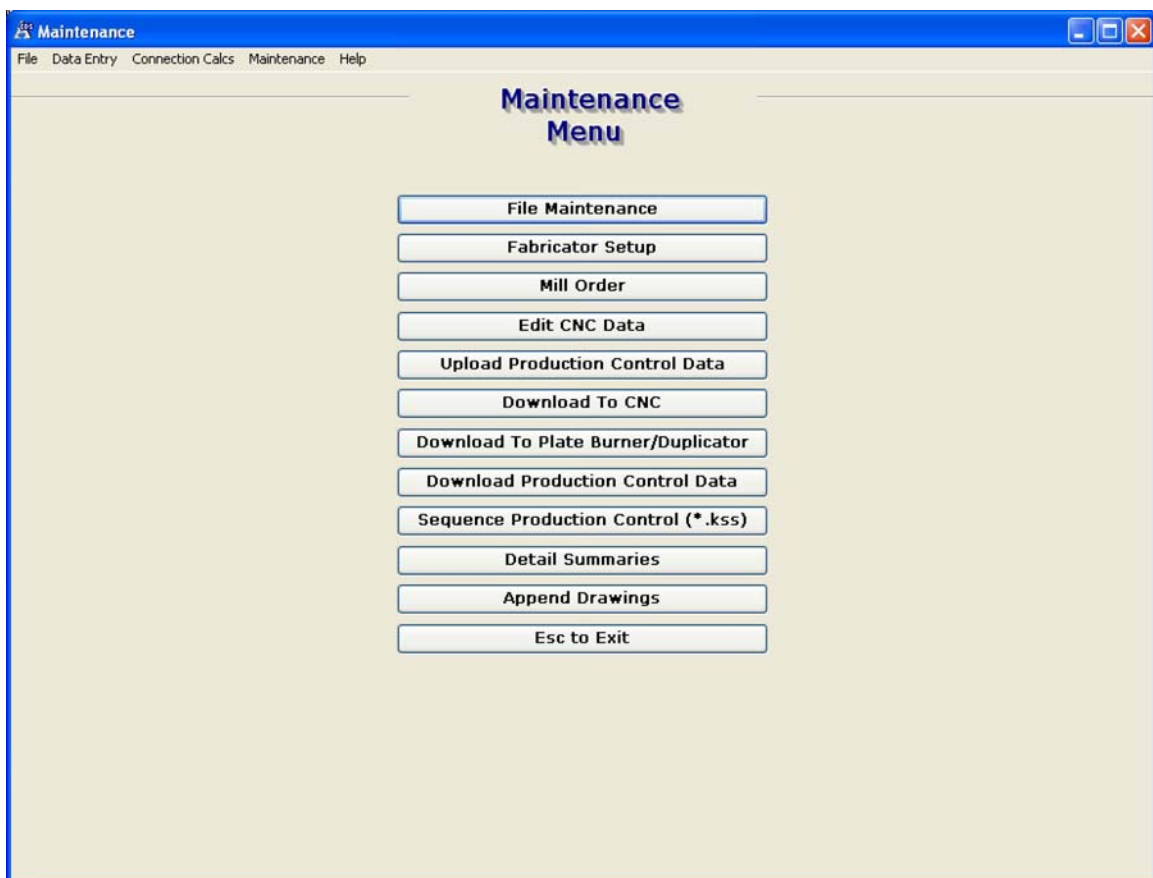 Maintenance
File Data Entry Connection Calcs Maintenance Help
Maintenance
Menu
File Maintenance
Fabricator Setup
Mill Order
Edit CNC Data
Upload Production Control Data
Download To CNC
Download To Plate Burner/Duplicator
Download Production Control Data
Sequence Production Control (*.kss)
Detail Summaries
Append Drawings
Esc to Exit